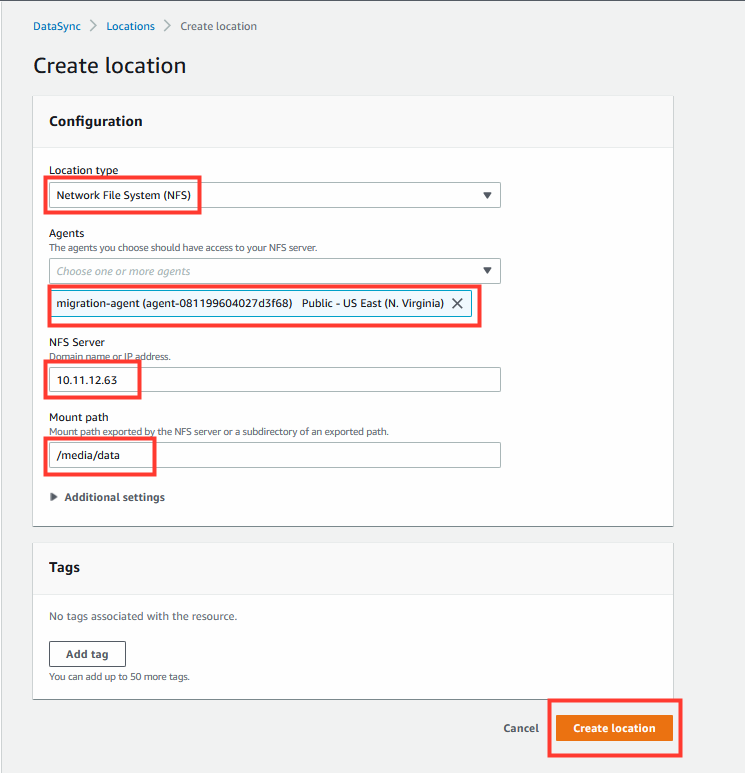 DataSync > Locations > Create location
Create location
Configuration
Location type
Network File System (NFS)
Agents
The agents you choose should have access to your NFS server.
Choose one or more agents
migration-agent (agent-081199604027d3f68) Public - US East (N. Virginia)
NFS Server
Domain name or IP address.
10.11.12.63
Mount path
Mount path exported by the NFS server or a subdirectory of an exported path.
/media/data
Additional settings
Tags
No tags associated with the resource.
Add tag
You can add up to 50 more tags.
Cancel Create location